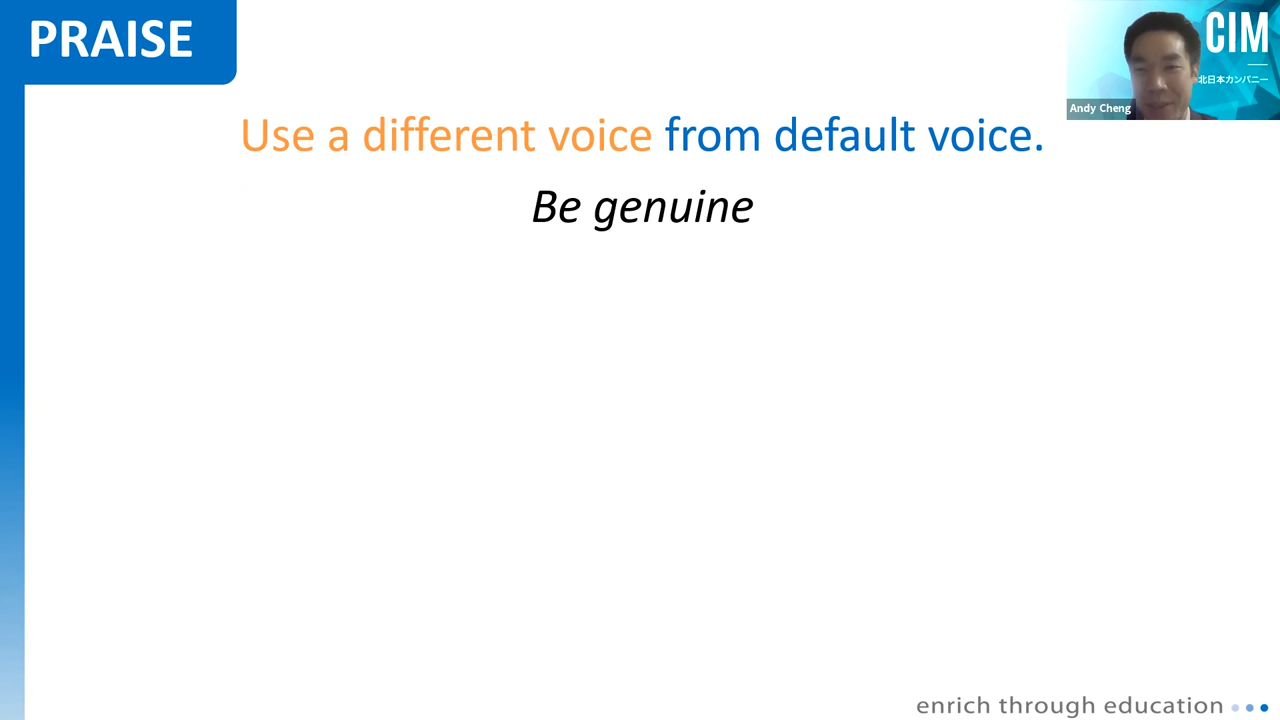 PRAISE
Use a different voice from default voice.
Be genuine
CIM
北日本カンパニー
Andy Cheng
enrich through education